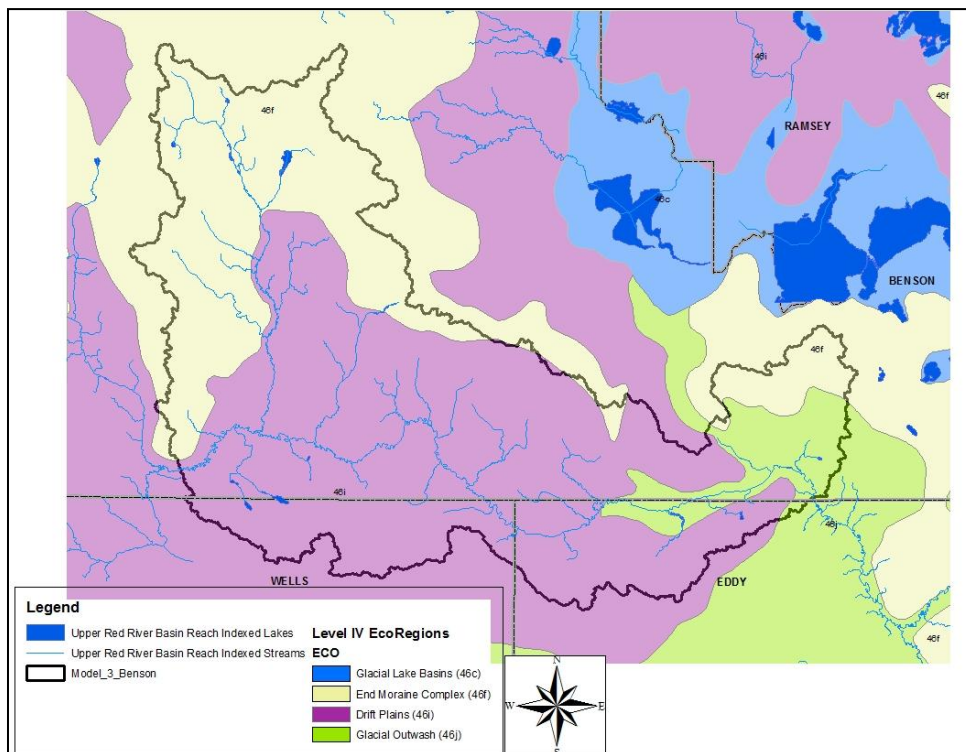 46f
46i
RAMSEY
46f
46c
BENSON
46f
46i
46j
WELLS
EDDY
46f
Legend
Upper Red River Basin Reach Indexed Lakes
Upper Red River Basin Reach Indexed Streams
Model_3_Benson
Level IV EcoRegions
ECO
Glacial Lake Basins (46c)
End Moraine Complex (46f)
Drift Plains (46i)
Glacial Outwash (46j)
N
W
E
S